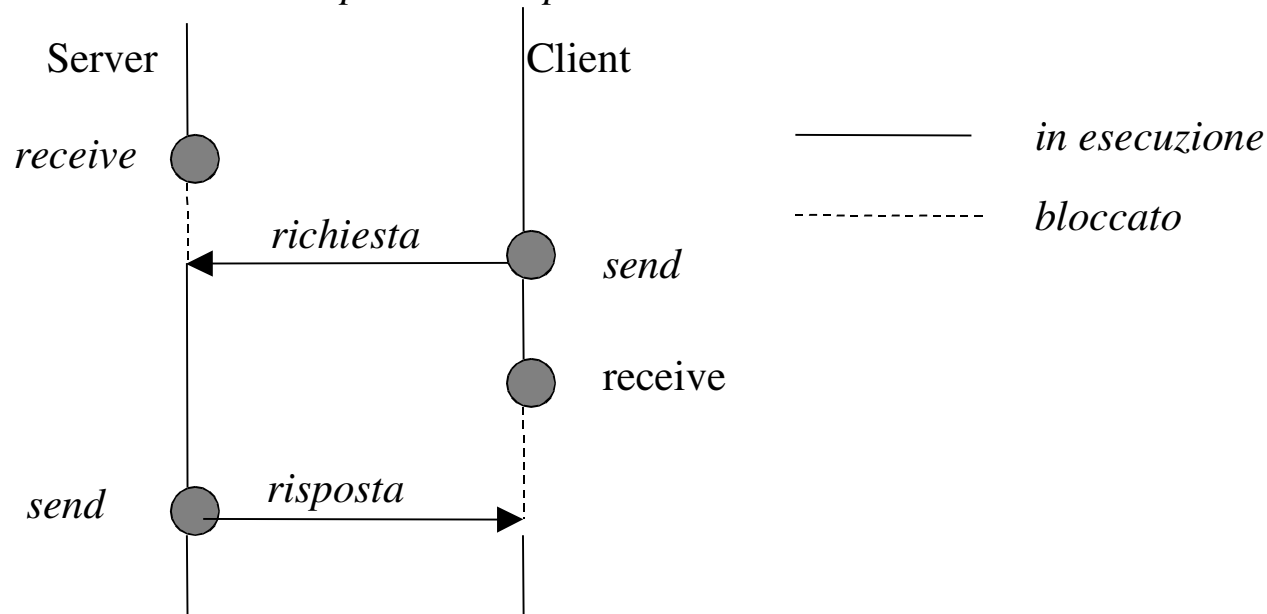 Server
Client
in esecuzione
receive
bloccato
richiesta
send
receive
risposta
send